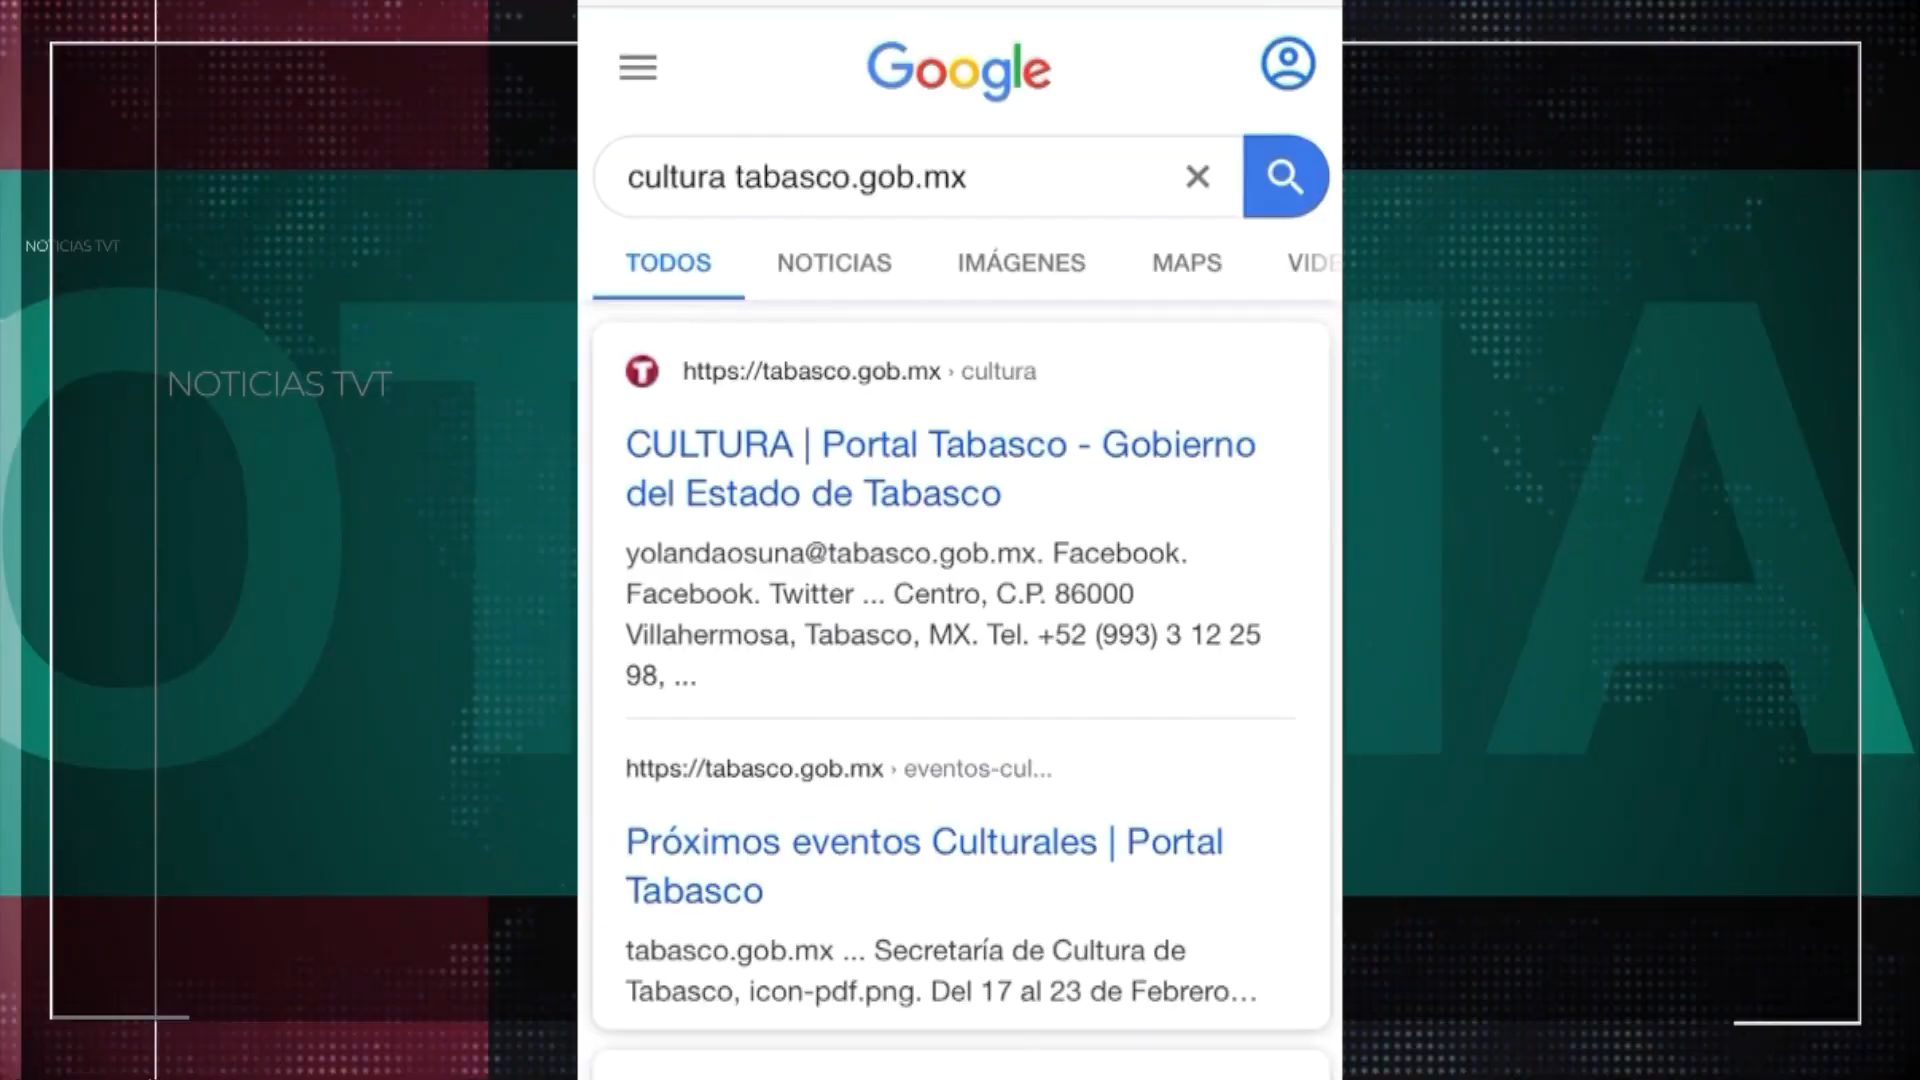 Google
cultura tabasco.gob.mx
TODOS NOTICIAS IMÁGENES MAPS VIDE
NOTICIAS TVT
NOTICIAS TVT
https://tabasco.gob.mx › cultura
CULTURA | Portal Tabasco - Gobierno
del Estado de Tabasco
yolandaosuna@tabasco.gob.mx. Facebook.
Facebook. Twitter ... Centro, C.P. 86000
Villahermosa, Tabasco, MX. Tel. +52 (993) 3 12 25
98, ...
https://tabasco.gob.mx › eventos-cul...
Próximos eventos Culturales | Portal
Tabasco
tabasco.gob.mx ... Secretaría de Cultura de
Tabasco, icon-pdf.png. Del 17 al 23 de Febrero...